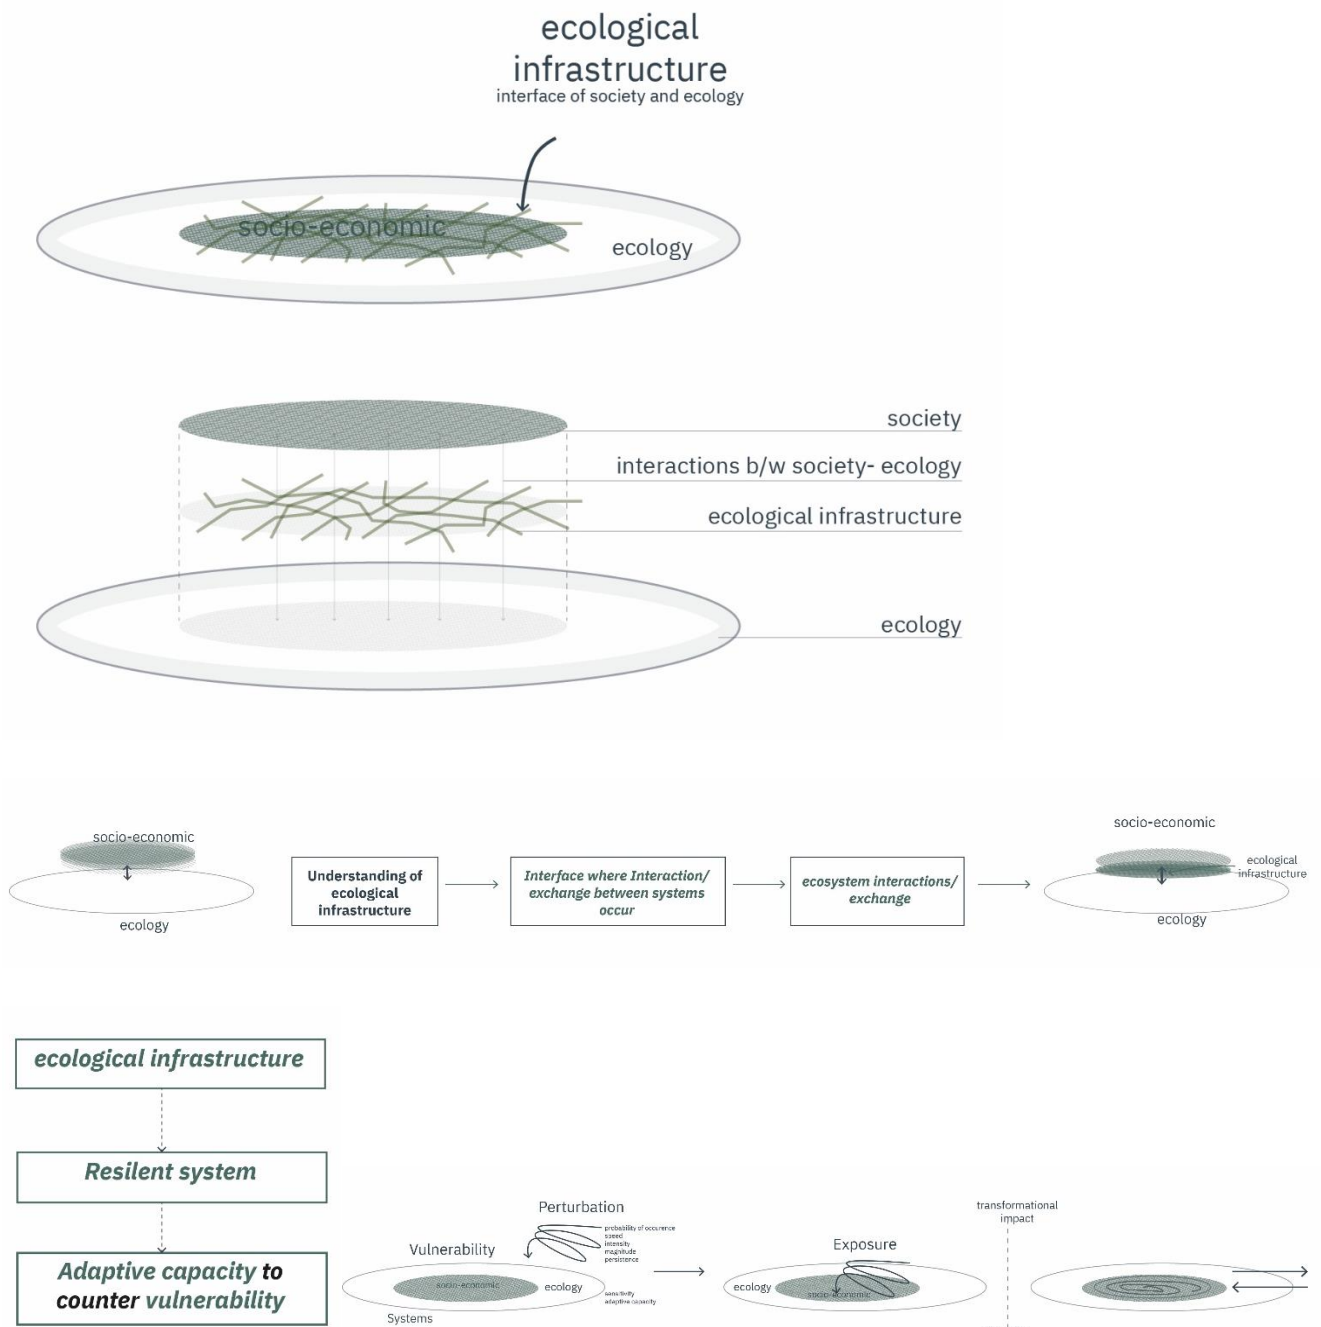 ecological
infrastructure
interface of society and ecology
socio-economic
ecology
society
interactions b/w society- ecology
ecological infrastructure
ecology
socio-economic
ecology
Understanding of
ecological
infrastructure
Interface where Interaction/
exchange between systems
occur
ecosystem interactions/
exchange
socio-economic
ecological
infrastructure
ecology
ecological infrastructure
Resilent system
Adaptive capacity to
counter vulnerability
Perturbation
probability of occurence
speed
intensity
magnitude
persistence
Vulnerability
socio-economic
ecology
sensitivity
adaptive capacity
Systems
Exposure
ecology
socio-economic
transformational
impact